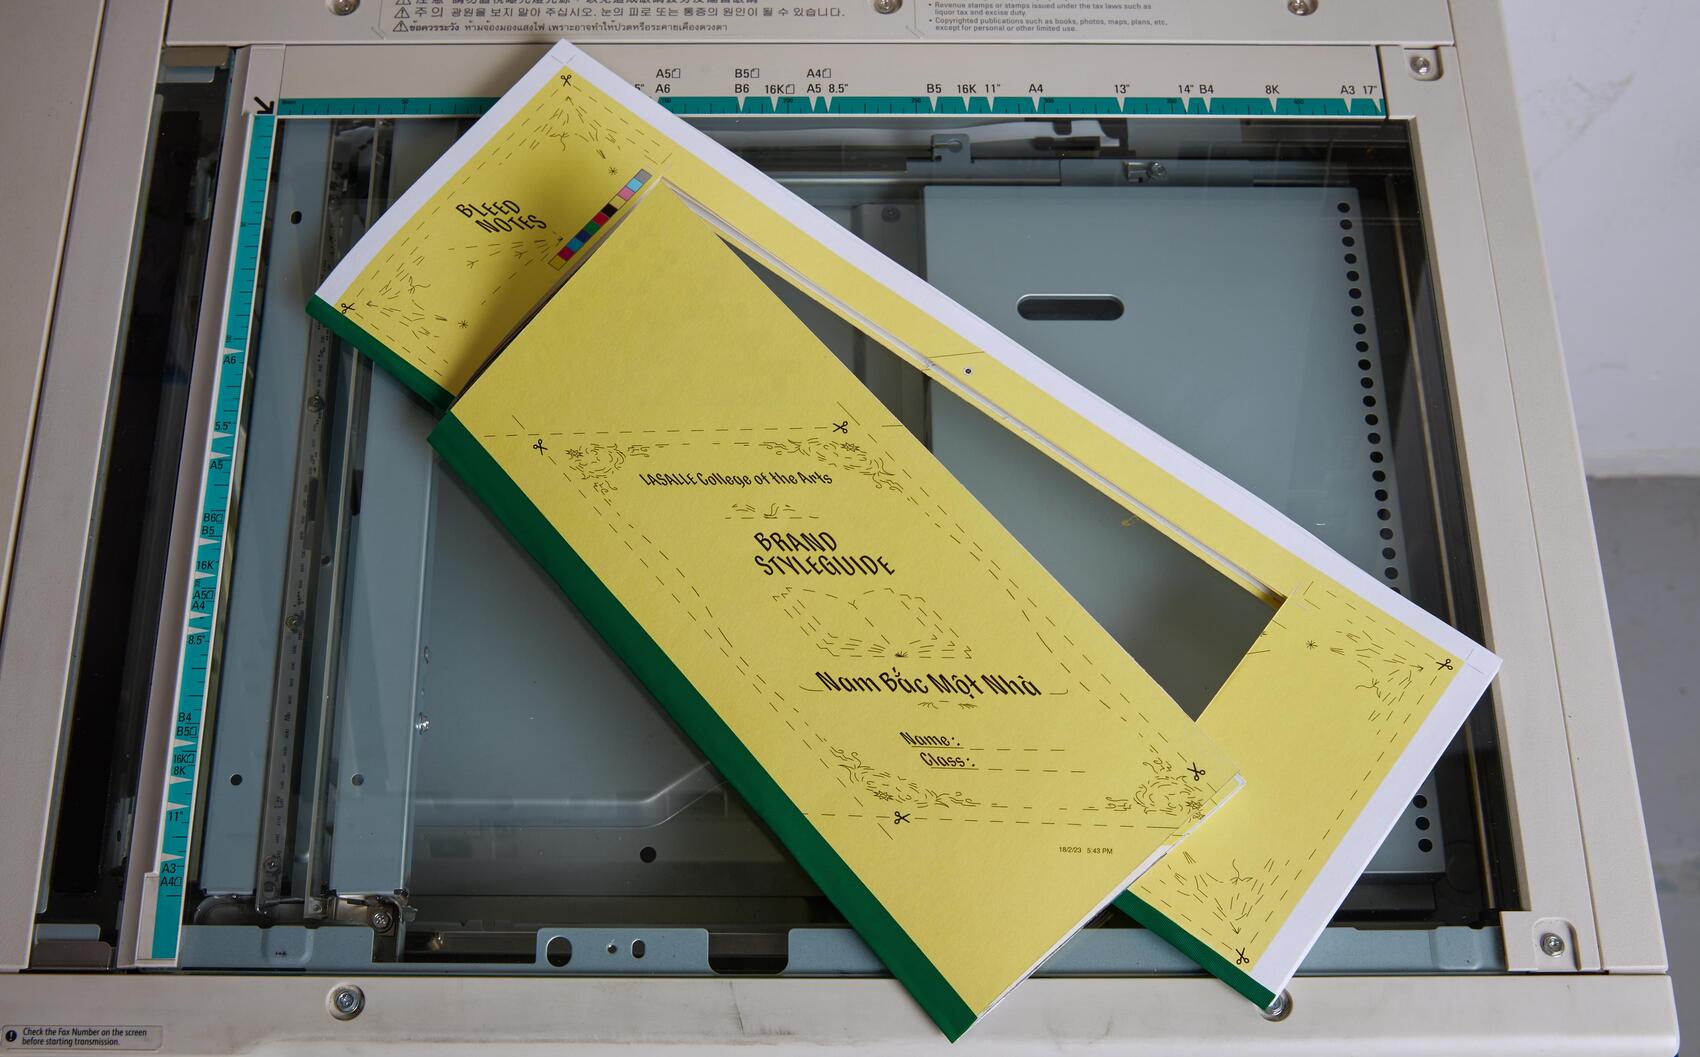 주의 광원을 보지 말아 주십시오. 눈의 피로 또는 통증의 원인이 될 수 있습니다.
ข้อควรระวัง ห้ามจ้องมองแสงไฟ เพราะอาจทำให้ปวดหรือระคายเคืองดวงตา
• Revenue stamps or stamps issued under the tax laws such as
liquor tax and excise duty.
• Copyrighted publications such as books, photos, maps, plans, etc,
except for personal or other limited use.
A5 B5 A4
5" A6 B6 16K A5 8.5" B5 16K 11" A4 13" 14" B4 8K A3 17"
BLEED
NOTES
LASALLE College of the Arts
BRAND
STYLEGUIDE
Nam Bắc Một Nhà
Name:
Class:
18/2/23 5:43 PM
A6
5.5"
A5
B6
B5
16K
A5
A4
8.5"
B4
B5
16K
8K
11"
A3
A4
Check the Fax Number on the screen
before starting transmission.